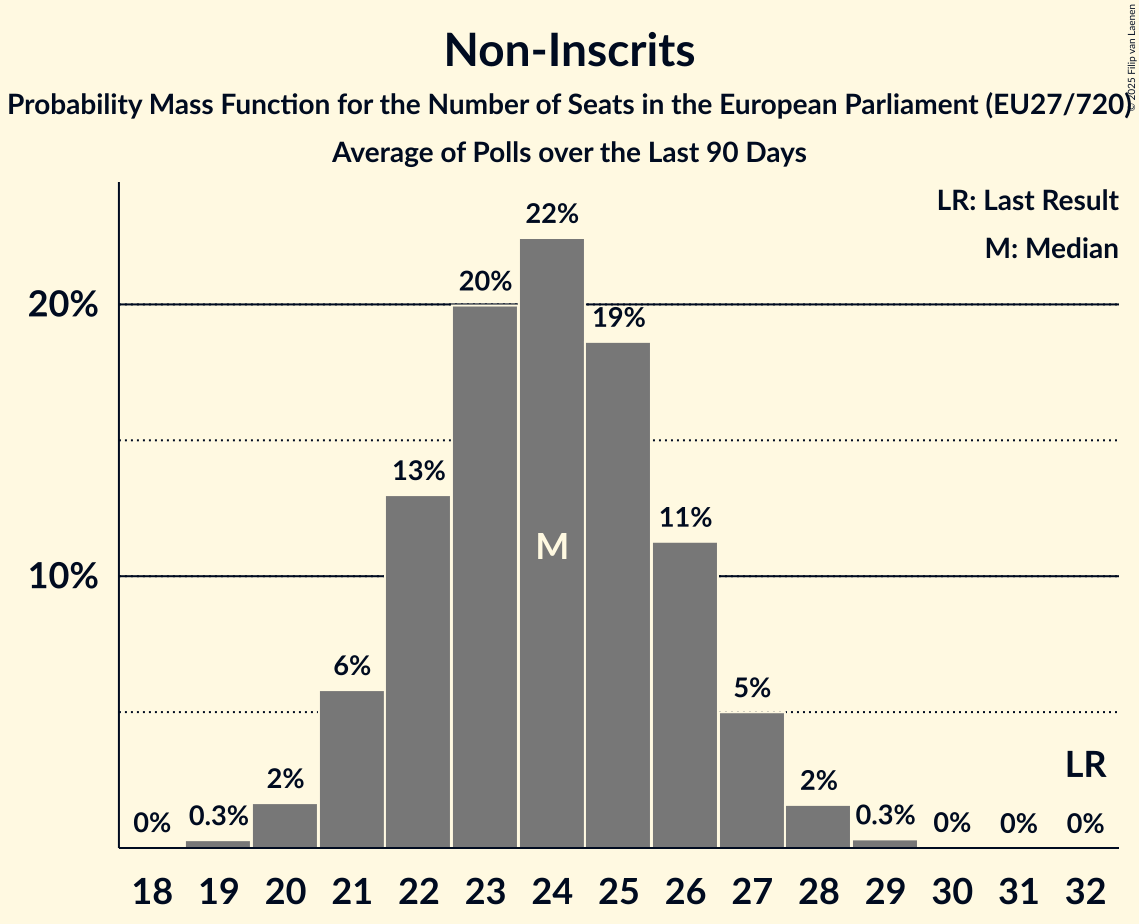 © 2025 Filip van Laenen
Non-Inscrits
Probability Mass Function for the Number of Seats in the European Parliament (EU27/720)
Average of Polls over the Last 90 Days
LR: Last Result
M: Median
20%
10%
0%
0.3%
2%
6%
13%
20%
22%
19%
11%
5%
2%
0.3%
0%
0%
0%
M
LR
18 19 20 21 22 23 24 25 26 27 28 29 30 31 32